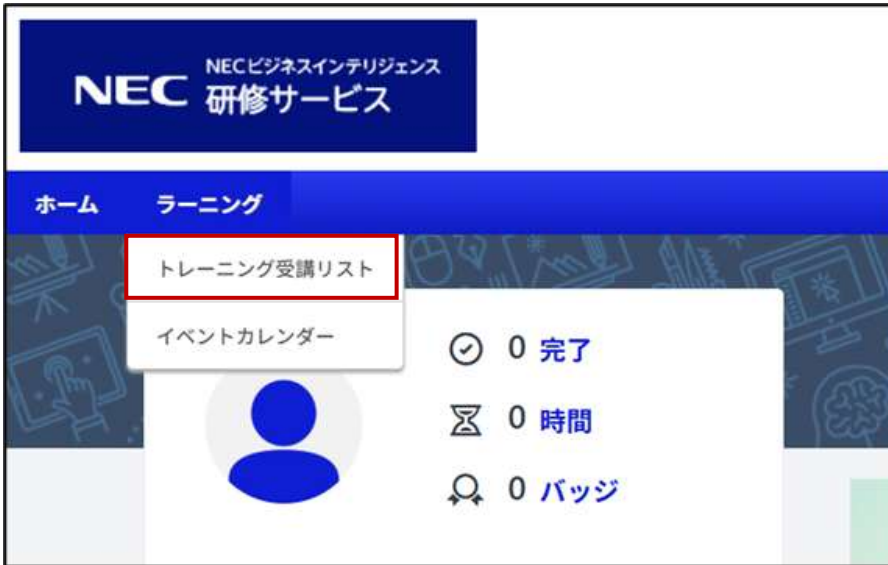 NEC
NECビジネスインテリジェンス
研修サービス
ホーム ラーニング
トレーニング受講リスト
イベントカレンダー
0 完了
0 時間
0 バッジ